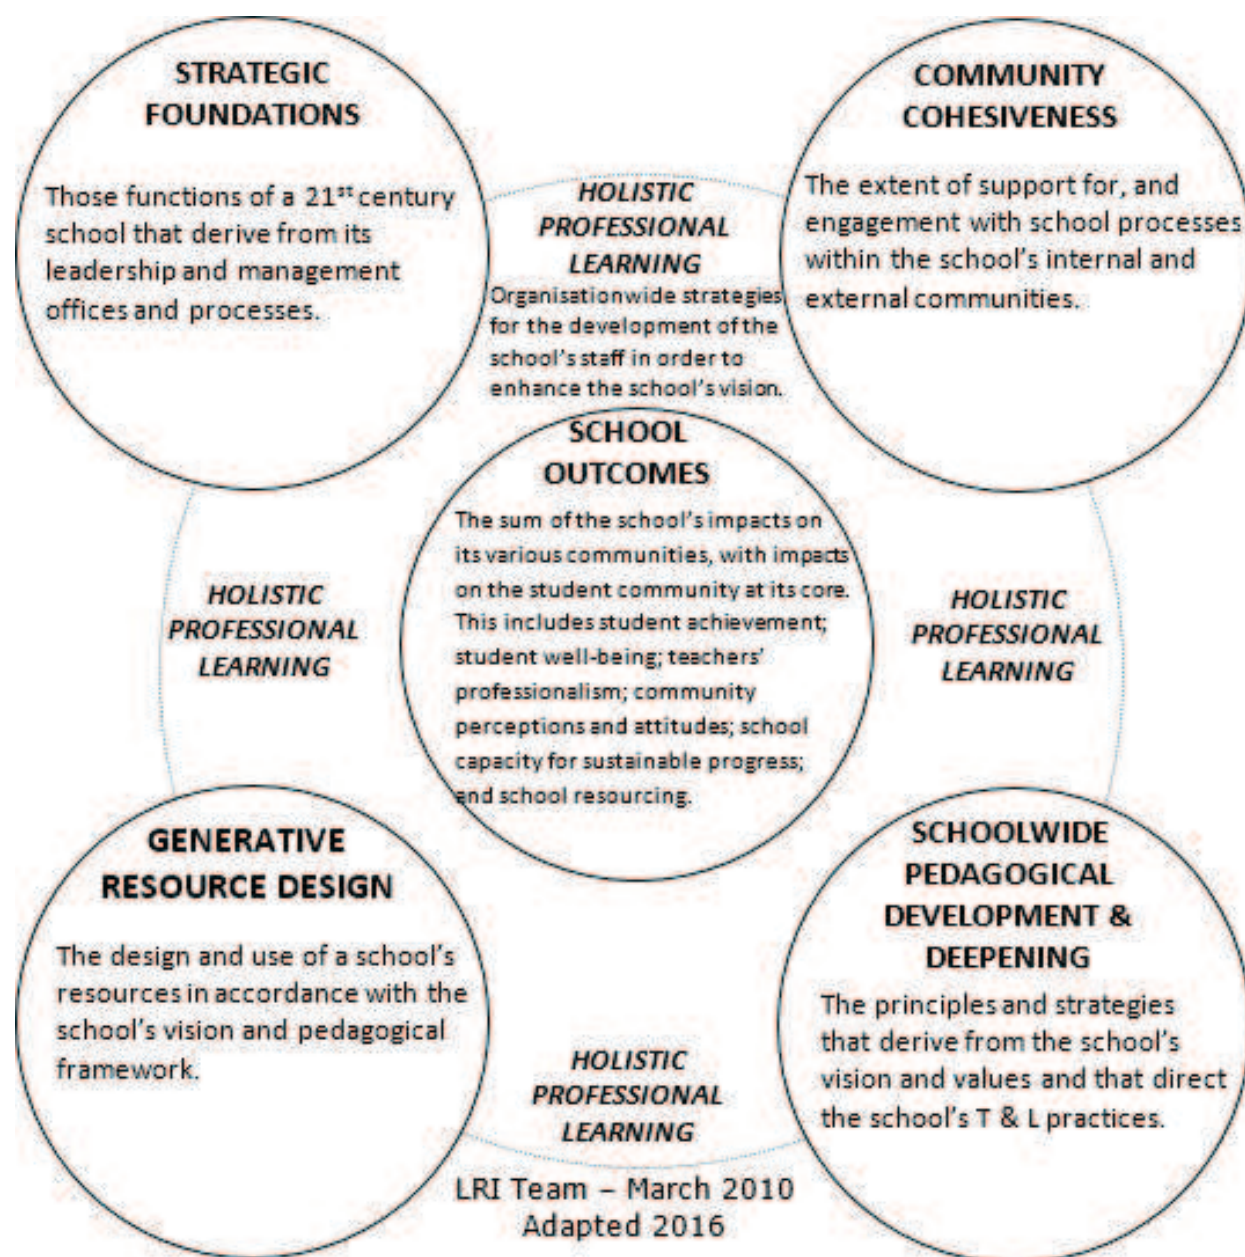 STRATEGIC
FOUNDATIONS
Those functions of a 21st century
school that derive from its
leadership and management
offices and processes.
HOLISTIC
PROFESSIONAL
LEARNING
Organisationwide strategies
for the development of the
school's staff in order to
enhance the school's vision.
COMMUNITY
COHESIVENESS
The extent of support for, and
engagement with school processes
within the school's internal and
external communities.
HOLISTIC
PROFESSIONAL
LEARNING
SCHOOL
OUTCOMES
The sum of the school's impacts on
its various communities, with impacts
on the student community at its core.
This includes student achievement;
student well-being; teachers'
professionalism; community
perceptions and attitudes; school
capacity for sustainable progress;
and school resourcing.
HOLISTIC
PROFESSIONAL
LEARNING
GENERATIVE
RESOURCE DESIGN
The design and use of a school's
resources in accordance with the
school's vision and pedagogical
framework.
HOLISTIC
PROFESSIONAL
LEARNING
SCHOOLWIDE
PEDAGOGICAL
DEVELOPMENT &
DEEPENING
The principles and strategies
that derive from the school's
vision and values and that direct
the school's T & L practices.
LRI Team – March 2010
Adapted 2016